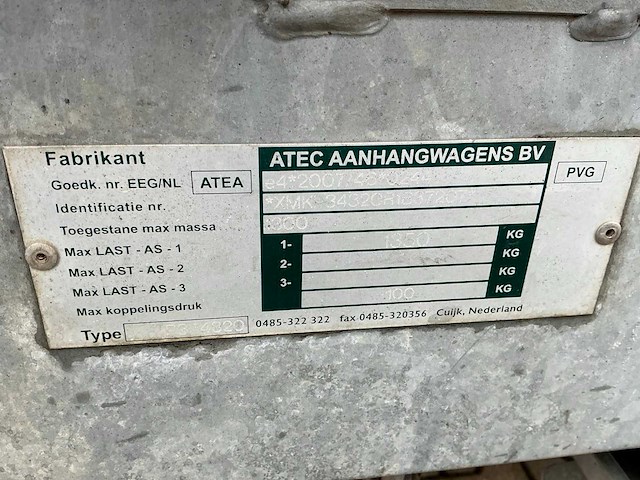 Fabrikant ATEC AANHANGWAGENS BV
Goedk. nr. EEG/NL ATEA PVG
Identificatie nr.
Toegestane max massa
Max LAST - AS - 1 1- 1350 KG
Max LAST - AS - 2 2- KG
Max LAST - AS - 3 3- KG
Max koppelingsdruk 100
Type 0485-322 322 fax 0485-320356 Cuijk, Nederland